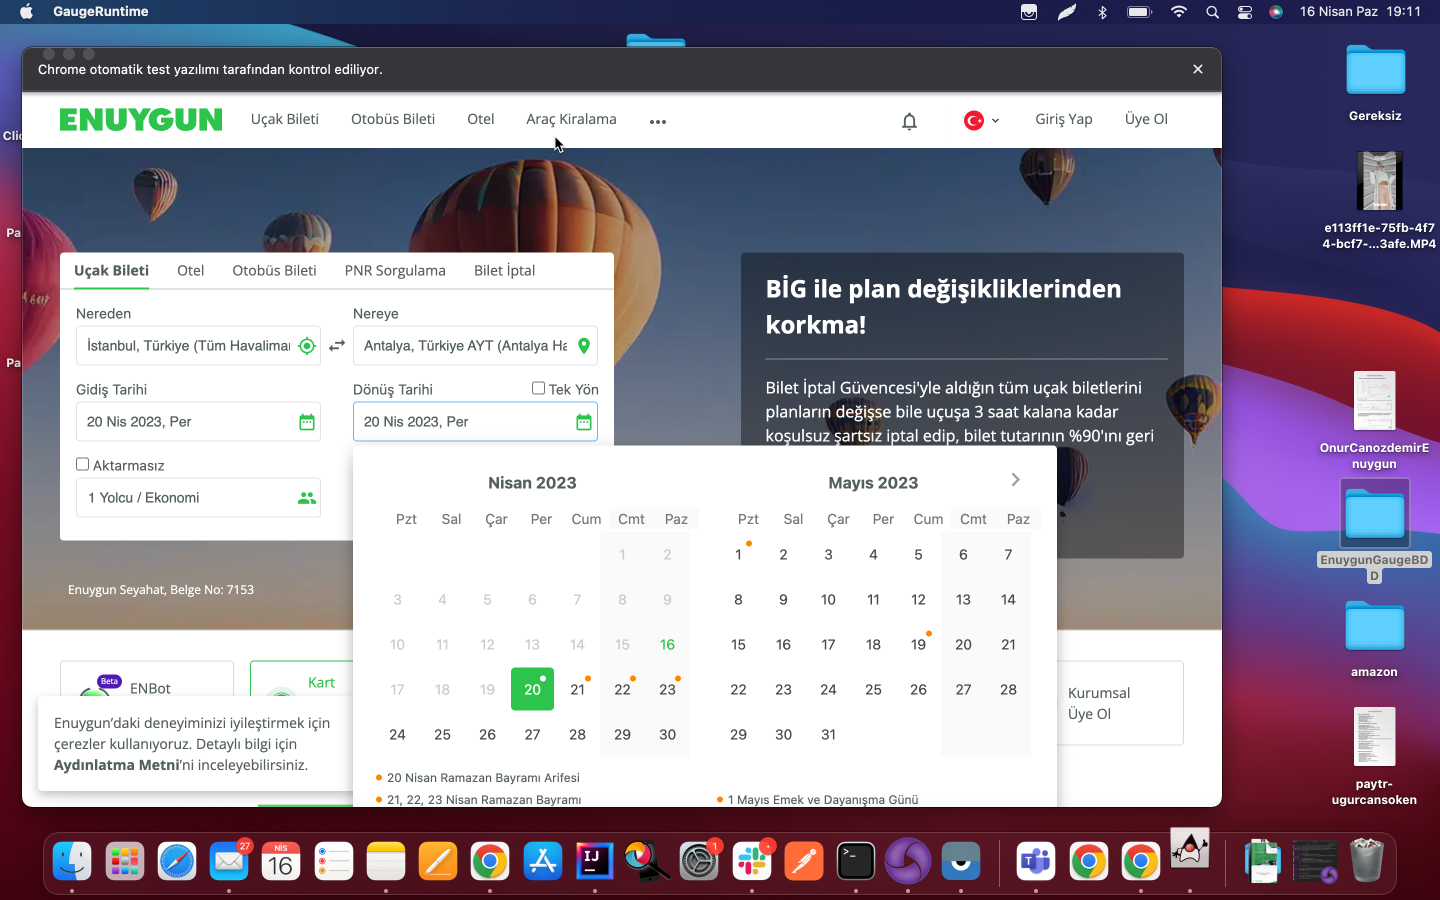 GaugeRuntime
16 Nisan Paz 19:11
Chrome otomatik test yazılımı tarafından kontrol ediliyor.
ENUYGUN
Uçak Bileti
Otobüs Bileti
Otel
Araç Kiralama
Giriş Yap
Üye Ol
Uçak Bileti
Otel
Otobüs Bileti
PNR Sorgulama
Bilet İptal
Nereden
Nereye
İstanbul, Türkiye (Tüm Havalimaı
Antalya, Türkiye AYT (Antalya Ha
Gidiş Tarihi
Dönüş Tarihi
Tek Yön
20 Nis 2023, Per
20 Nis 2023, Per
Aktarmasız
1 Yolcu / Ekonomi
Enuygun Seyahat, Belge No: 7153
BİG ile plan değişikliklerinden
korkma!
Bilet İptal Güvencesi'yle aldığın tüm uçak biletlerini
planların değişse bile uçuşa 3 saat kalana kadar
koşulsuz şartsız iptal edip, bilet tutarının %90'ını geri
Nisan 2023
Pzt Sal Çar Per Cum Cmt Paz
1 2
3 4 5 6 7 8 9
10 11 12 13 14 15 16
17 18 19 20 21 22 23
24 25 26 27 28 29 30
20 Nisan Ramazan Bayramı Arifesi
21, 22, 23 Nisan Ramazan Bayramı
Mayıs 2023
Pzt Sal Çar Per Cum Cmt Paz
1 2 3 4 5 6 7
8 9 10 11 12 13 14
15 16 17 18 19 20 21
22 23 24 25 26 27 28
29 30 31
1 Mayıs Emek ve Dayanışma Günü
Beta
ENBot
Kart
Kurumsal
Üye Ol
Enuygun'daki deneyiminizi iyileştirmek için
çerezler kullanıyoruz. Detaylı bilgi için
Aydınlatma Metni'ni inceleyebilirsiniz.
Clic
Pa
Pa
Gereksiz
e113ff1e-75fb-4f7
4-bcf7-...3afe.MP4
OnurCanozdemirE
nuygun
EnuygunGaugeBD
D
amazon
paytr-
ugurcansoken
27
NİS
16
IJ
1